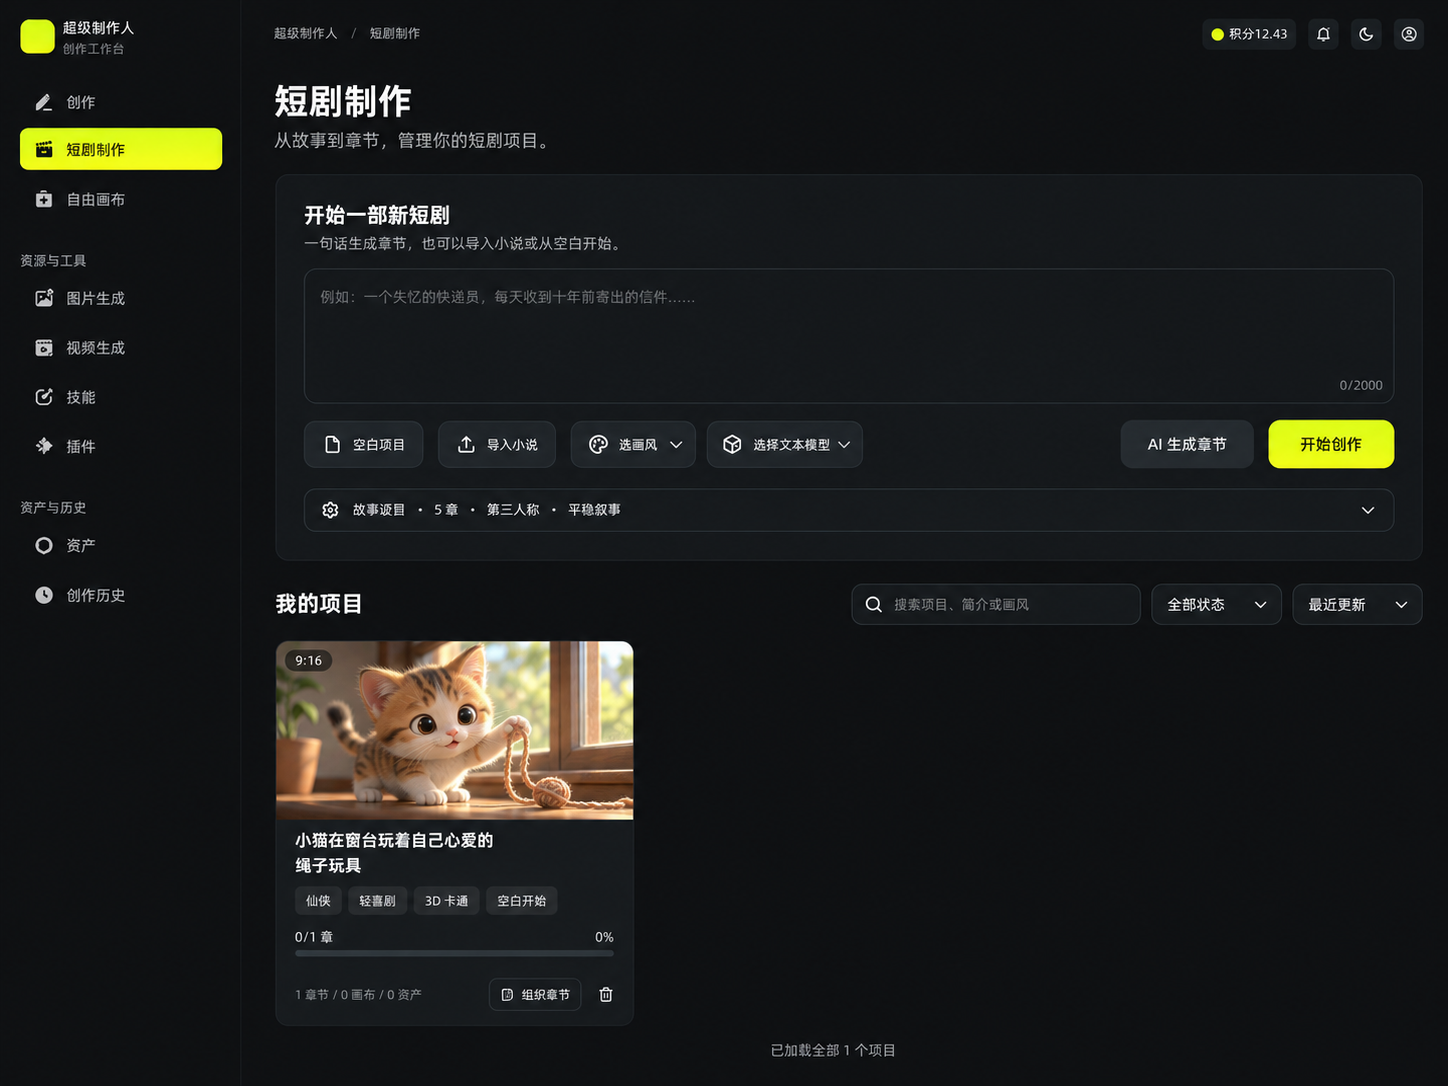 超级制作人
创作工作台
创作
短剧制作
自由画布
资源与工具
图片生成
视频生成
技能
插件
资产与历史
资产
创作历史
超级制作人 / 短剧制作
积分12.43
短剧制作
从故事到章节，管理你的短剧项目。
开始一部新短剧
一句话生成章节，也可以导入小说或从空白开始。
例如：一个失忆的快递员，每天收到十年前寄出的信件……
0/2000
空白项目
导入小说
选画风
选择文本模型
AI 生成章节
开始创作
故事 • 5 章 • 第三人称 • 平稳叙事
我的项目
搜索项目、简介或画风
全部状态
最近更新
9:16
小猫在窗台玩着自己心爱的
绳子玩具
仙侠 轻喜剧 3D 卡通 空白开始
0/1 章 0%
1 章节 / 0 画布 / 0 资产
组织章节
已加载全部 1 个项目